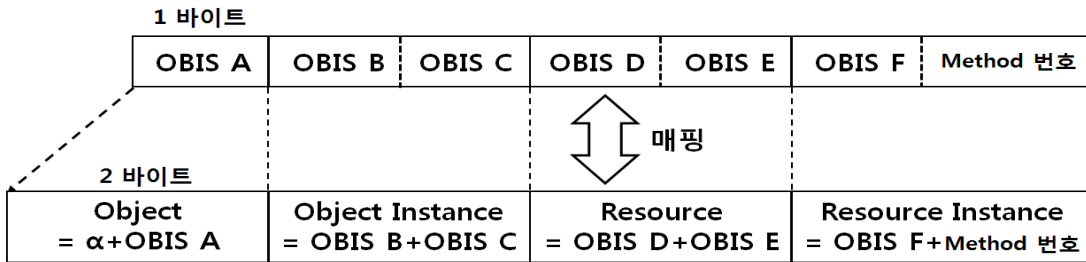 1 바이트
OBIS A OBIS B OBIS C OBIS D OBIS E OBIS F Method 번호
매핑
2 바이트
Object Object Instance Resource Resource Instance
= α+OBIS A = OBIS B+OBIS C = OBIS D+OBIS E = OBIS F+Method 번호